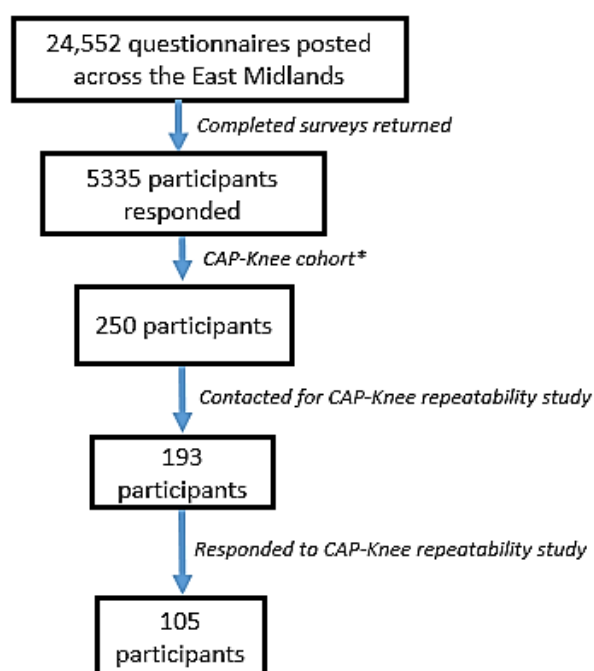 24,552 questionnaires posted
across the East Midlands
Completed surveys returned
5335 participants
responded
CAP-Knee cohort*
250 participants
Contacted for CAP-Knee repeatability study
193
participants
Responded to CAP-Knee repeatability study
105
participants